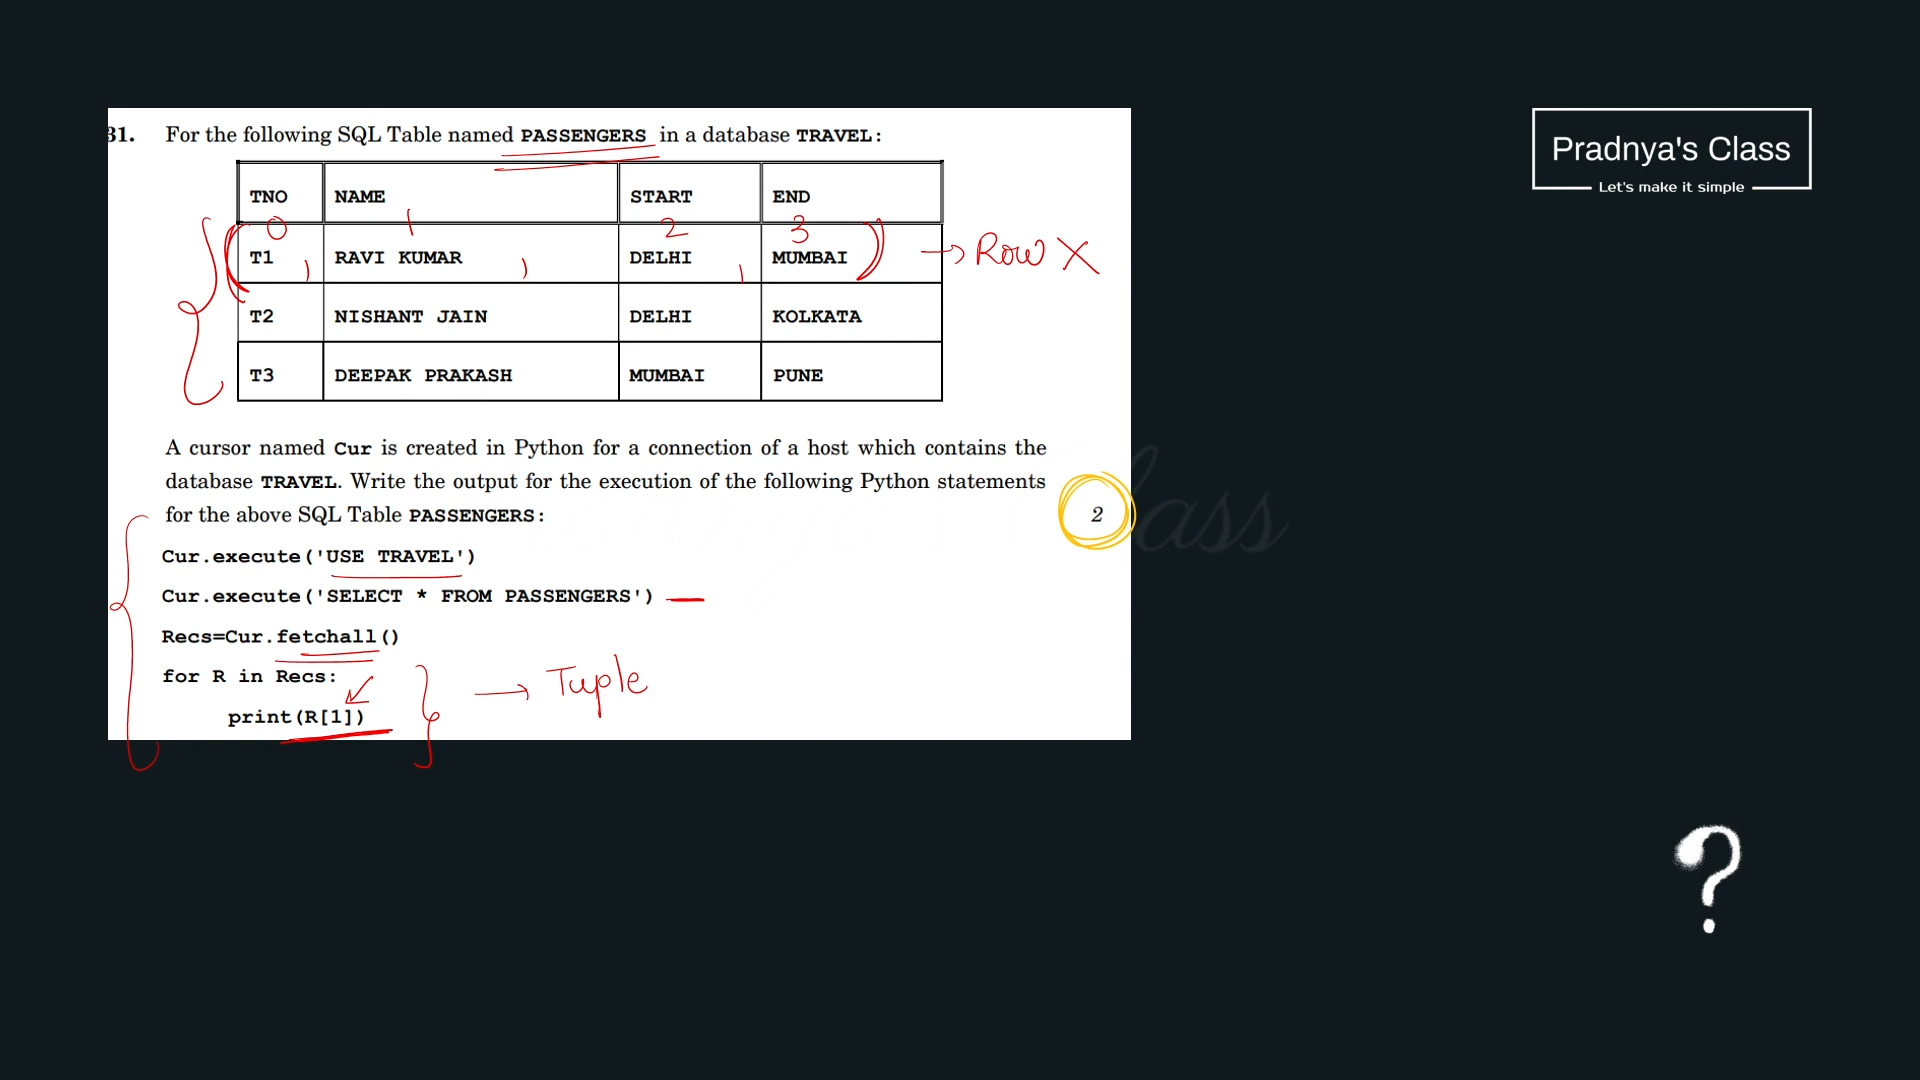 Pradnya's Class
Let's make it simple
31. For the following SQL Table named PASSENGERS in a database TRAVEL:
TNO NAME START END
0 1 2 3
T1 , RAVI KUMAR , DELHI , MUMBAI → Row X
T2 NISHANT JAIN DELHI KOLKATA
T3 DEEPAK PRAKASH MUMBAI PUNE
A cursor named Cur is created in Python for a connection of a host which contains the
database TRAVEL. Write the output for the execution of the following Python statements
for the above SQL Table PASSENGERS: 2
Cur.execute('USE TRAVEL')
Cur.execute('SELECT * FROM PASSENGERS')
Recs=Cur.fetchall()
for R in Recs:
→ Tuple
print(R[1])
?